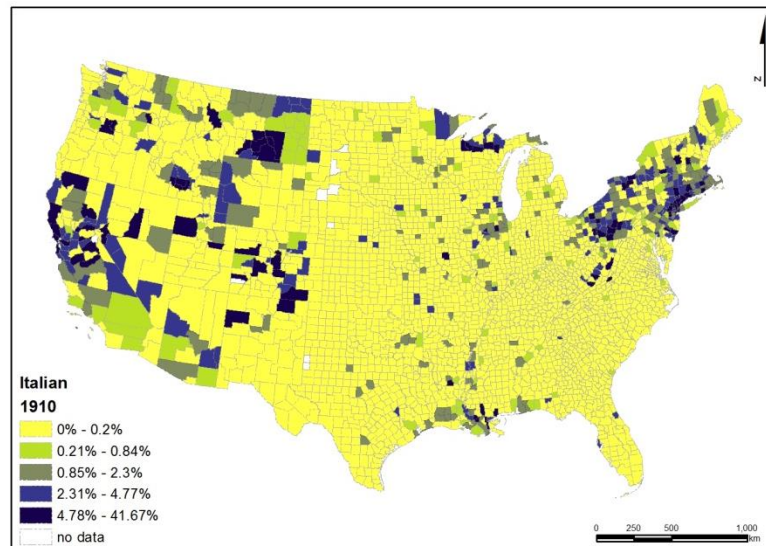 N
Italian
1910
0% - 0.2%
0.21% - 0.84%
0.85% - 2.3%
2.31% - 4.77%
4.78% - 41.67%
no data
0 250 500 1,000
km